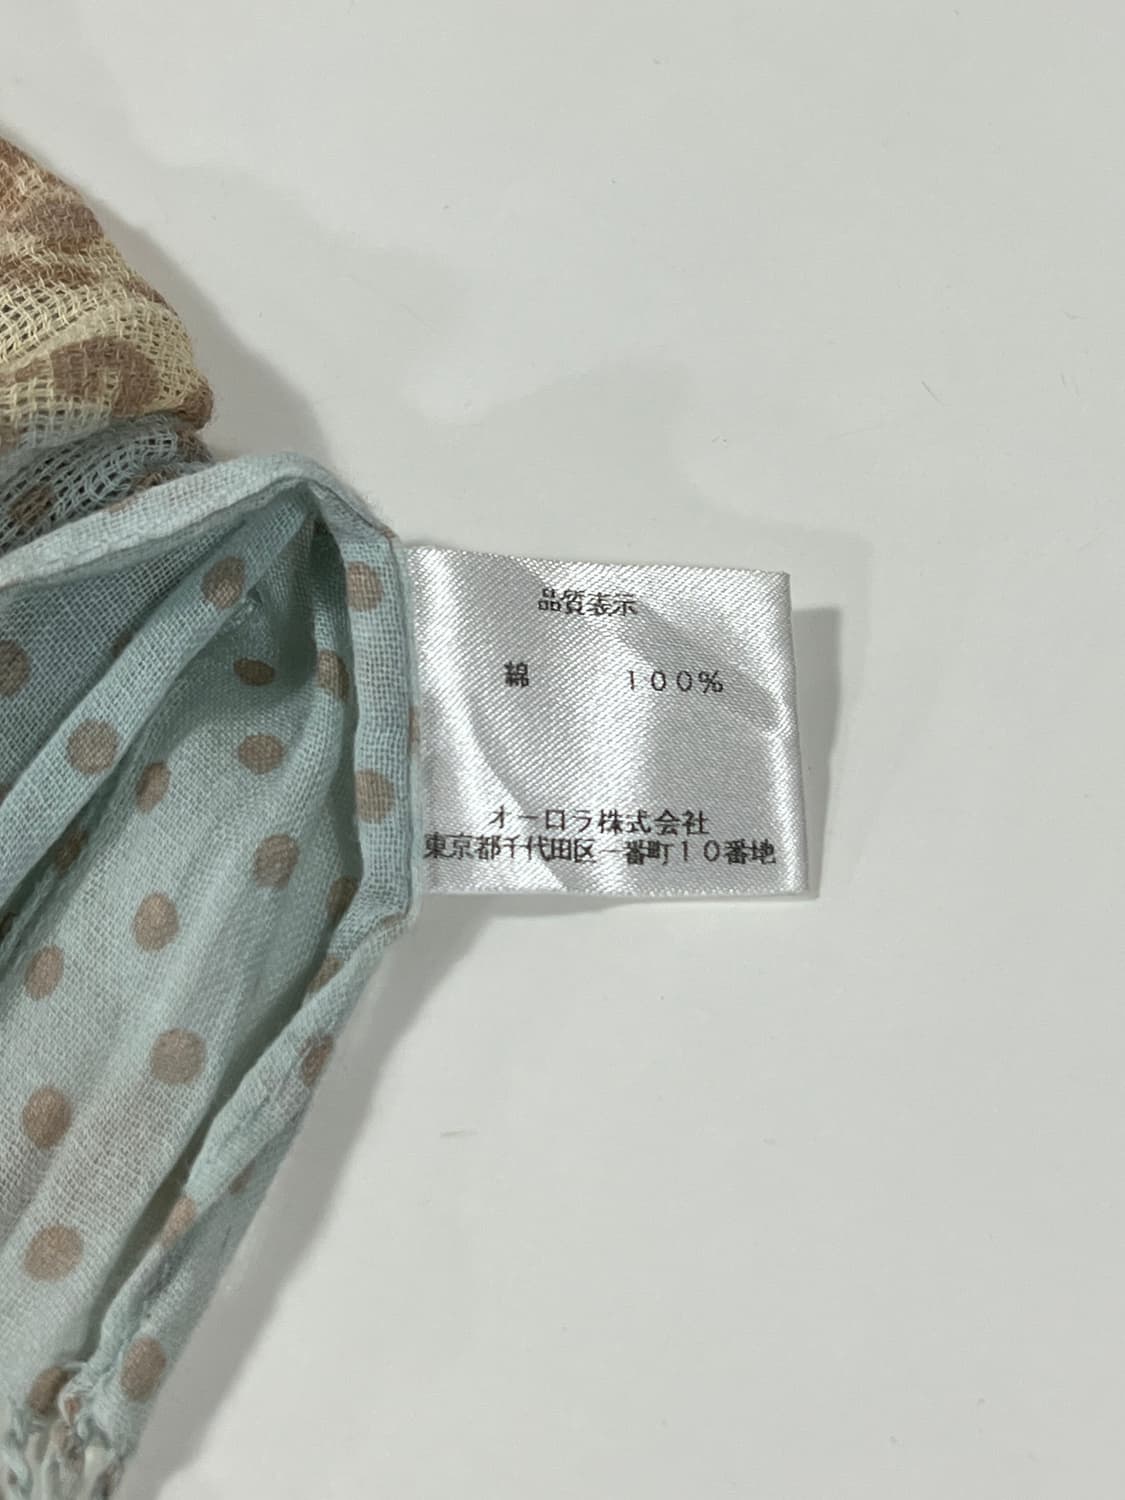 品質表示
綿 100%
オーロラ株式会社
東京都千代田区一番町10番地